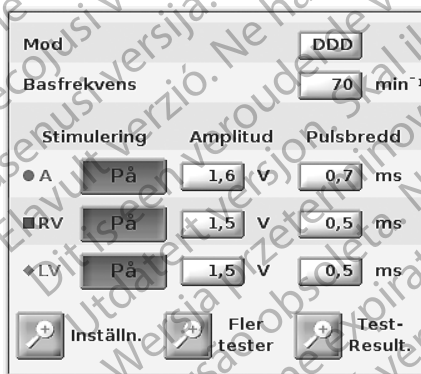 Mod DDD
Basfrekvens 70 min⁻¹
Stimulering Amplitud Pulsbredd
A På 1,6 V 0,7 ms
RV På 1,5 V 0,5 ms
LV På 1,5 V 0,5 ms
Inställn. Fler tester Test-Result.